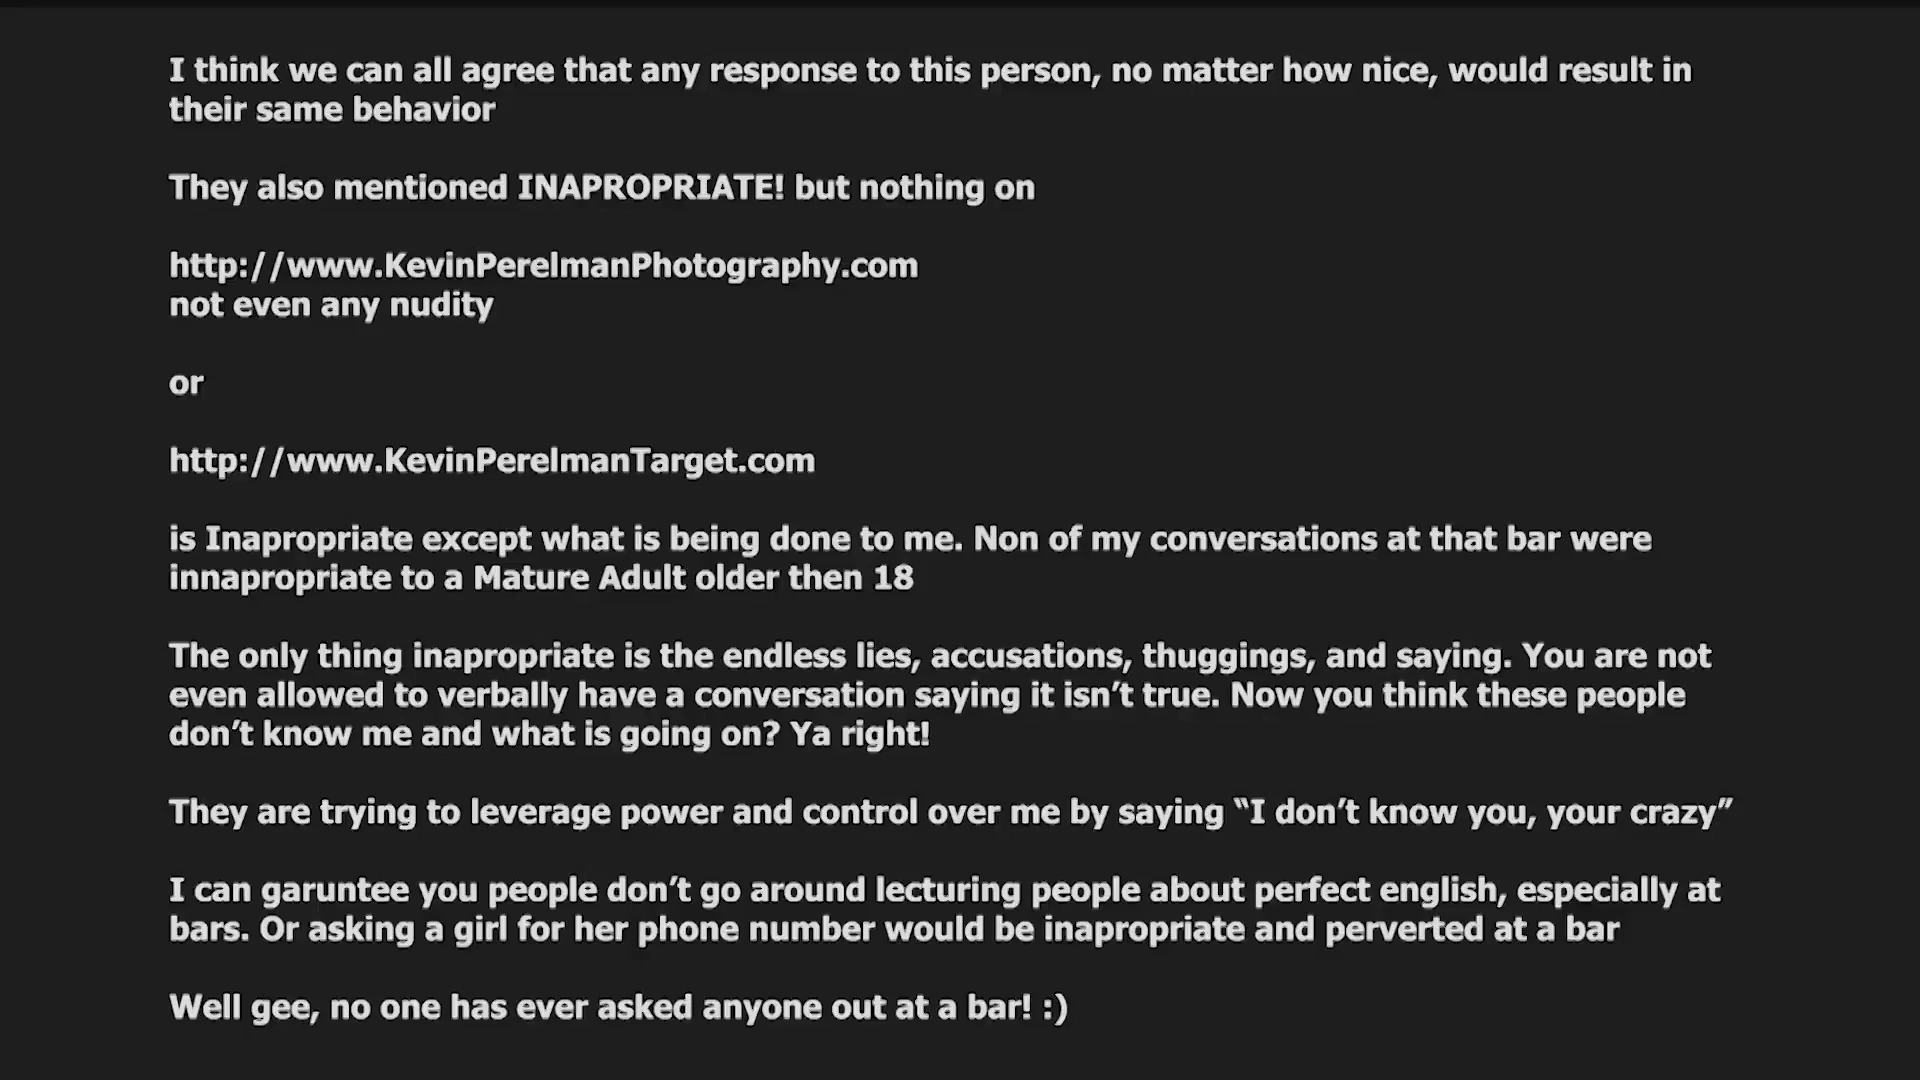 I think we can all agree that any response to this person, no matter how nice, would result in
their same behavior
They also mentioned INAPROPRIATE! but nothing on
http://www.KevinPerelmanPhotography.com
not even any nudity
or
http://www.KevinPerelmanTarget.com
is Inapropriate except what is being done to me. Non of my conversations at that bar were
innapropriate to a Mature Adult older then 18
The only thing inapropriate is the endless lies, accusations, thuggings, and saying. You are not
even allowed to verbally have a conversation saying it isn’t true. Now you think these people
don’t know me and what is going on? Ya right!
They are trying to leverage power and control over me by saying “I don’t know you, your crazy”
I can garuntee you people don’t go around lecturing people about perfect english, especially at
bars. Or asking a girl for her phone number would be inapropriate and perverted at a bar
Well gee, no one has ever asked anyone out at a bar! :)